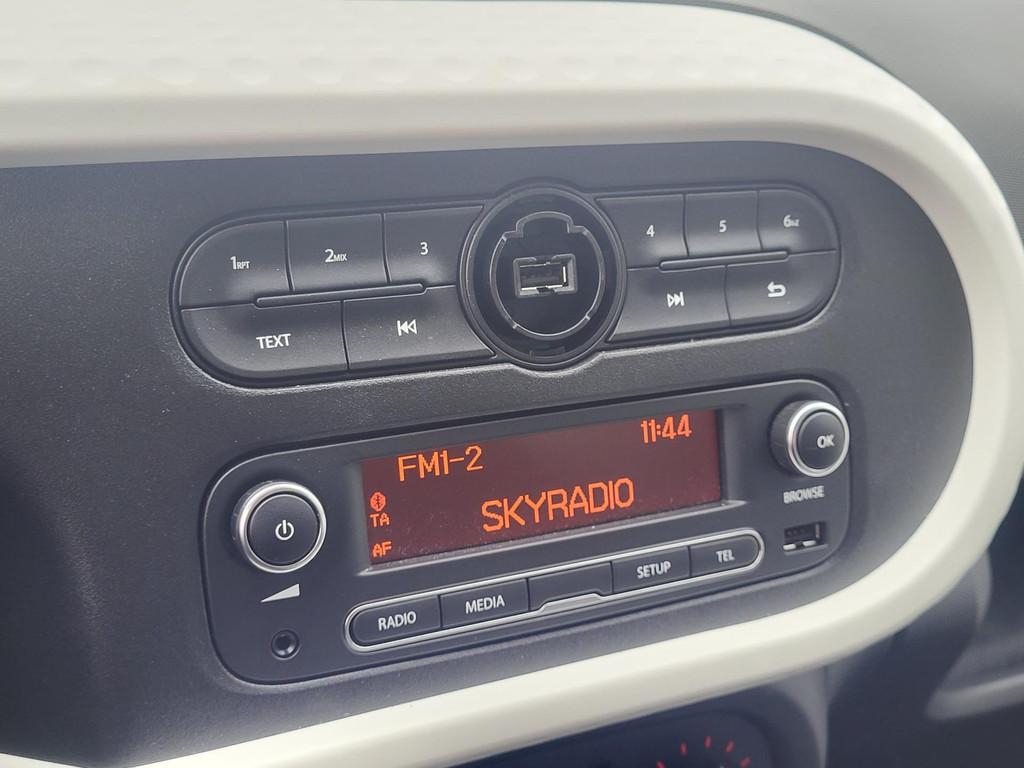 1RPT 2MIX 3 4 5 6
TEXT
FM1-2 11:44
TA SKYRADIO
AF
OK
BROWSE
RADIO MEDIA SETUP TEL